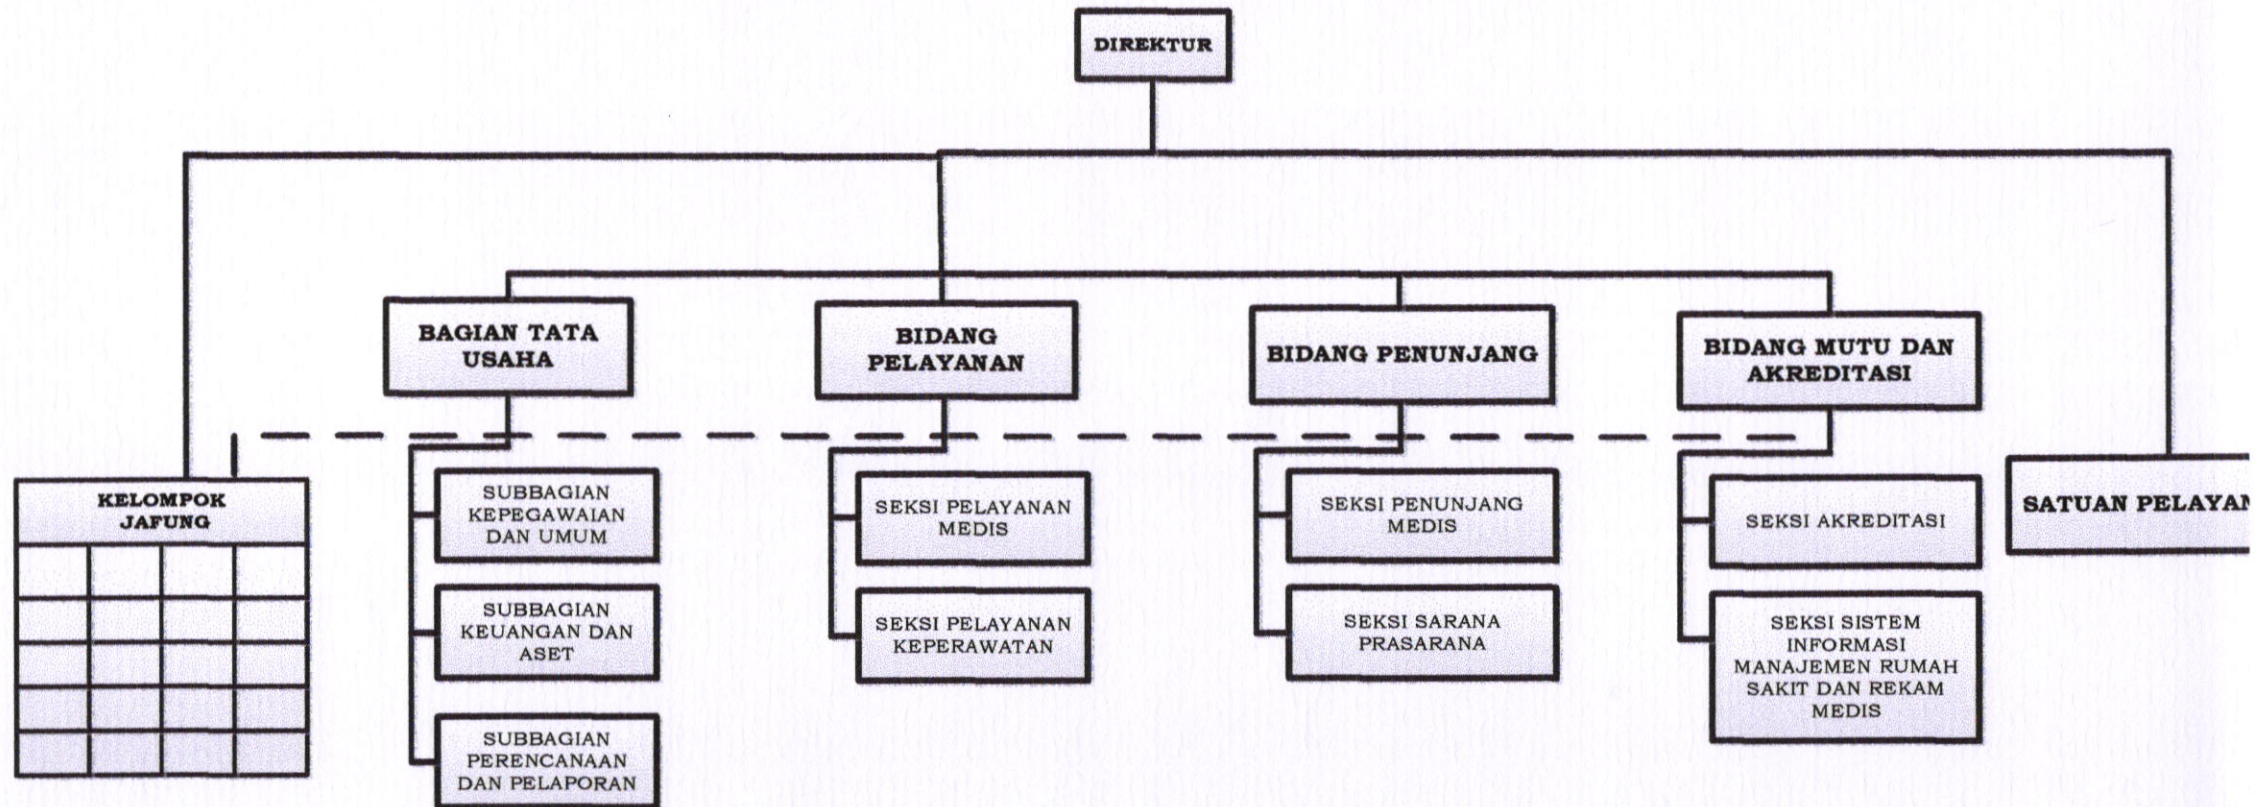 DIREKTUR
BAGIAN TATA
USAHA
BIDANG
PELAYANAN
BIDANG PENUNJANG
BIDANG MUTU DAN
AKREDITASI
KELOMPOK
JAFUNG
SUBBAGIAN
KEPEGAWAIAN
DAN UMUM
SUBBAGIAN
KEUANGAN DAN
ASET
SUBBAGIAN
PERENCANAAN
DAN PELAPORAN
SEKSI PELAYANAN
MEDIS
SEKSI PELAYANAN
KEPERAWATAN
SEKSI PENUNJANG
MEDIS
SEKSI SARANA
PRASARANA
SEKSI AKREDITASI
SEKSI SISTEM
INFORMASI
MANAJEMEN RUMAH
SAKIT DAN REKAM
MEDIS
SATUAN PELAYAN